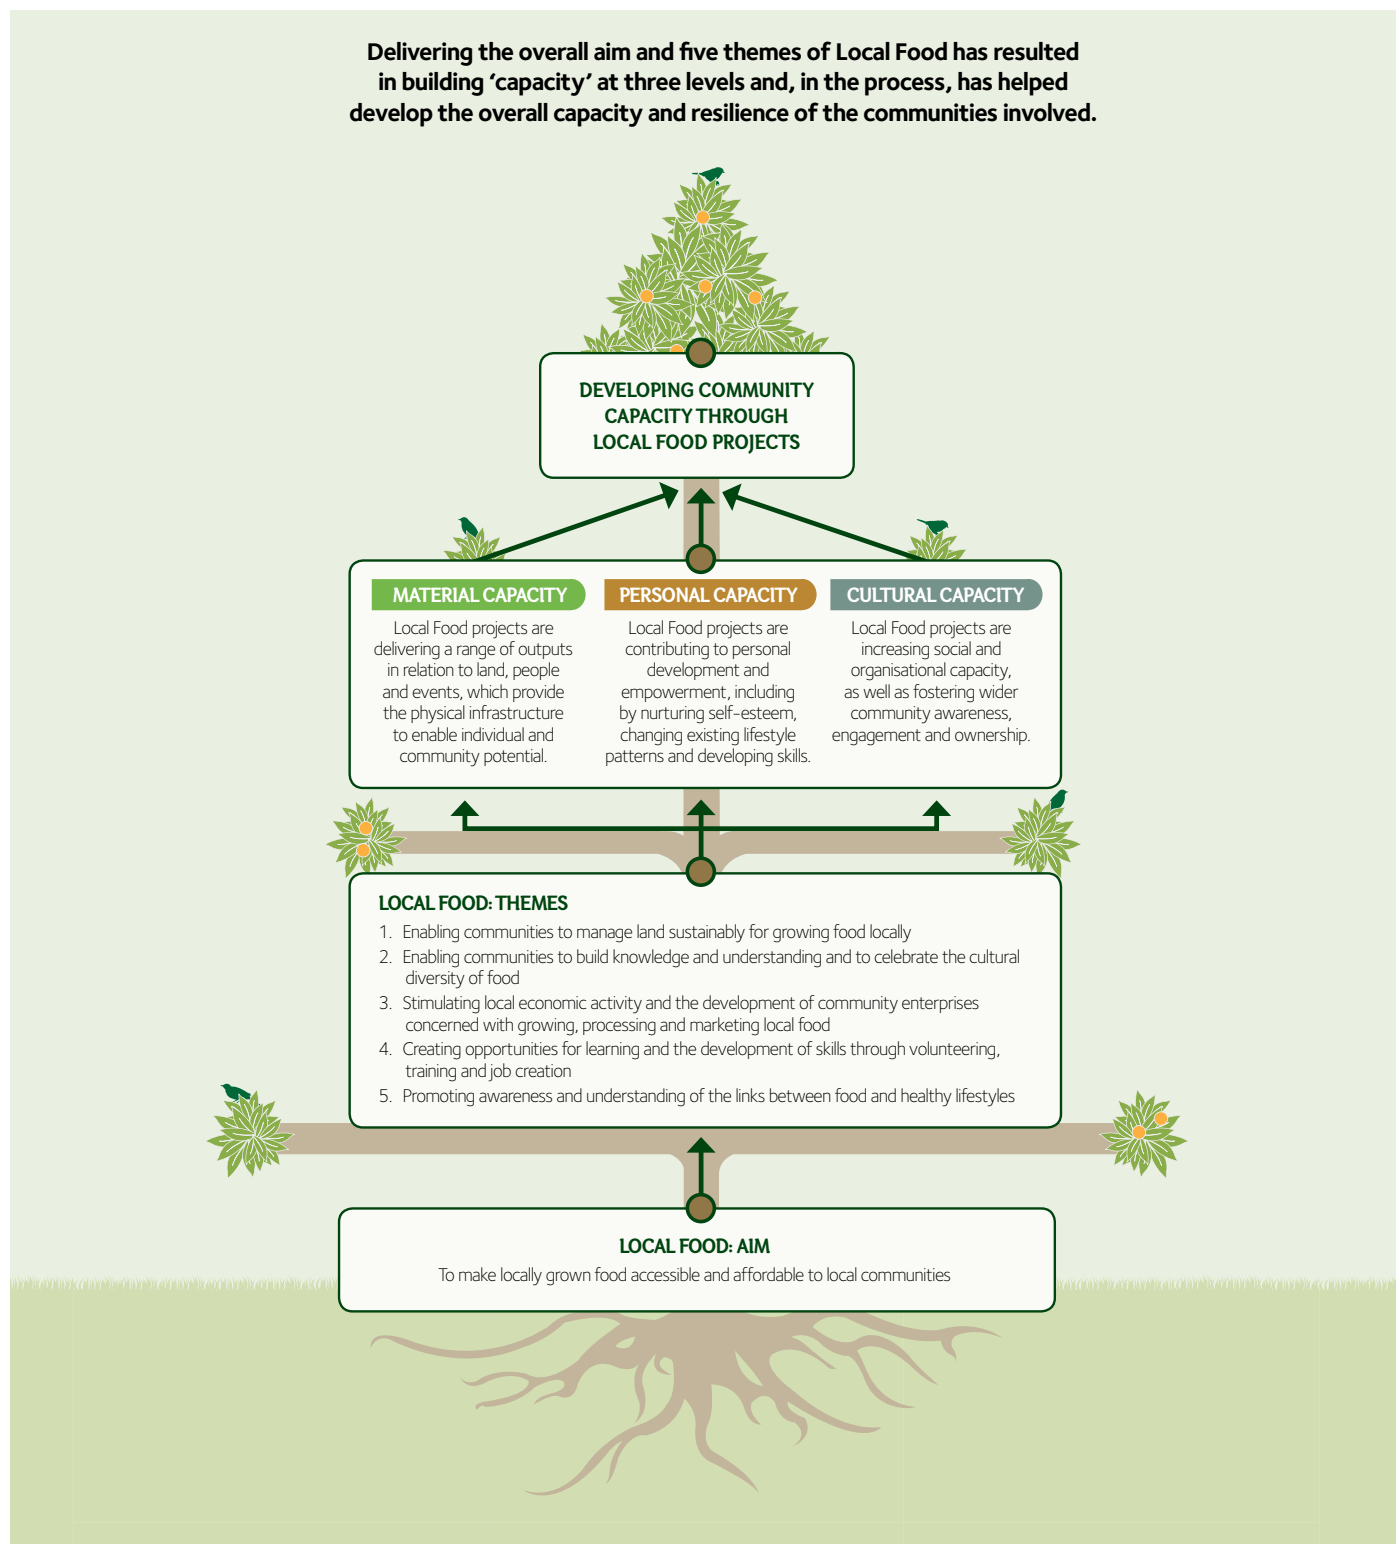 Delivering the overall aim and five themes of Local Food has resulted
in building ‘capacity’ at three levels and, in the process, has helped
develop the overall capacity and resilience of the communities involved.
DEVELOPING COMMUNITY
CAPACITY THROUGH
LOCAL FOOD PROJECTS
MATERIAL CAPACITY
Local Food projects are
delivering a range of outputs
in relation to land, people
and events, which provide
the physical infrastructure
to enable individual and
community potential.
PERSONAL CAPACITY
Local Food projects are
contributing to personal
development and
empowerment, including
by nurturing self-esteem,
changing existing lifestyle
patterns and developing skills.
CULTURAL CAPACITY
Local Food projects are
increasing social and
organisational capacity,
as well as fostering wider
community awareness,
engagement and ownership.
LOCAL FOOD: THEMES
1. Enabling communities to manage land sustainably for growing food locally
2. Enabling communities to build knowledge and understanding and to celebrate the cultural
diversity of food
3. Stimulating local economic activity and the development of community enterprises
concerned with growing, processing and marketing local food
4. Creating opportunities for learning and the development of skills through volunteering,
training and job creation
5. Promoting awareness and understanding of the links between food and healthy lifestyles
LOCAL FOOD: AIM
To make locally grown food accessible and affordable to local communities